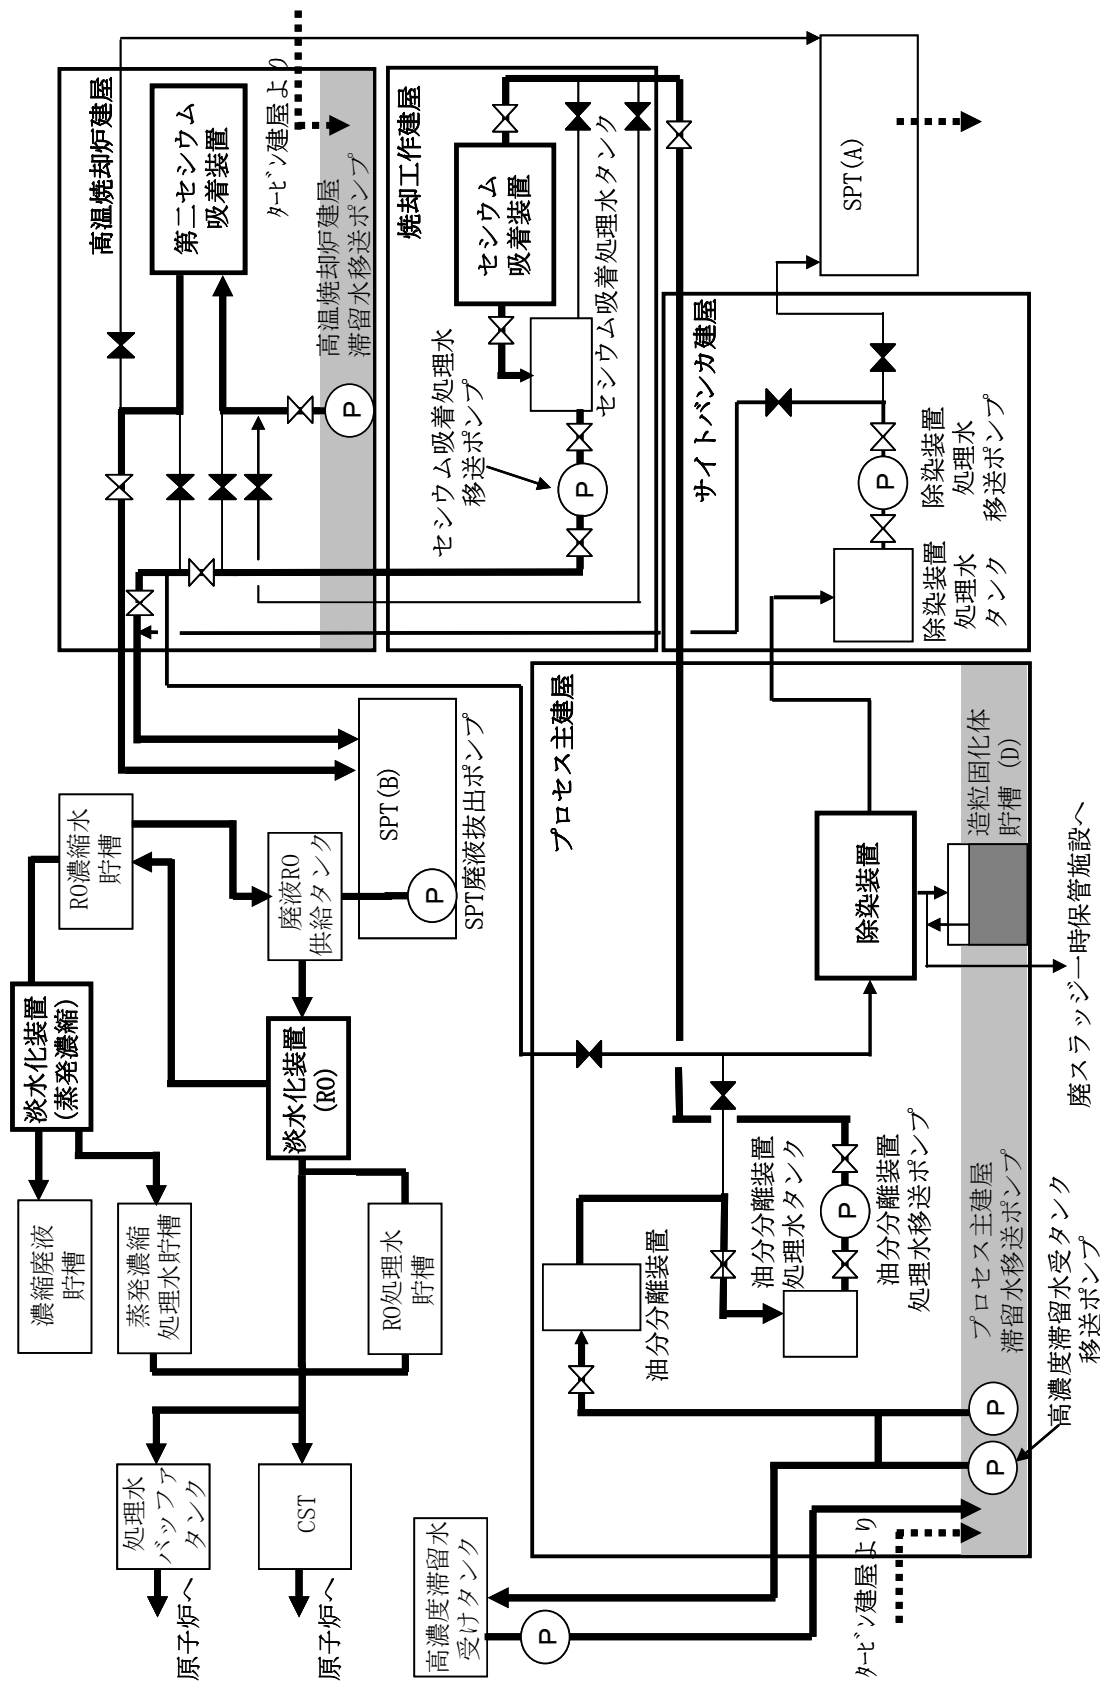 高温焼却炉建屋
第二セシウム
吸着装置
ﾀｰﾋﾞﾝ建屋より
高温焼却炉建屋
滞留水移送ポンプ
P
焼却工作建屋
セシウム
吸着装置
セシウム吸着処理水タンク
セシウム吸着処理水
移送ポンプ
P
SPT(A)
サイトバンカ建屋
除染装置
処理水
移送ポンプ
P
除染装置
処理水
タンク
RO濃縮水
貯槽
廃液RO
供給タンク
SPT(B)
P
SPT廃液抜出ポンプ
淡水化装置
(蒸発濃縮)
淡水化装置
(RO)
濃縮廃液
貯槽
蒸発濃縮
処理水貯槽
RO処理水
貯槽
処理水
バッファ
タンク
CST
原子炉へ
原子炉へ
プロセス主建屋
除染装置
造粒固化体
貯槽 (D)
廃スラッジ一時保管施設へ
油分分離装置
油分分離装置
処理水タンク
油分分離装置
処理水移送ポンプ
P
プロセス主建屋
滞留水移送ポンプ
P
P
高濃度滞留水受タンク
移送ポンプ
高濃度滞留水
受けタンク
P
ﾀｰﾋﾞﾝ建屋より